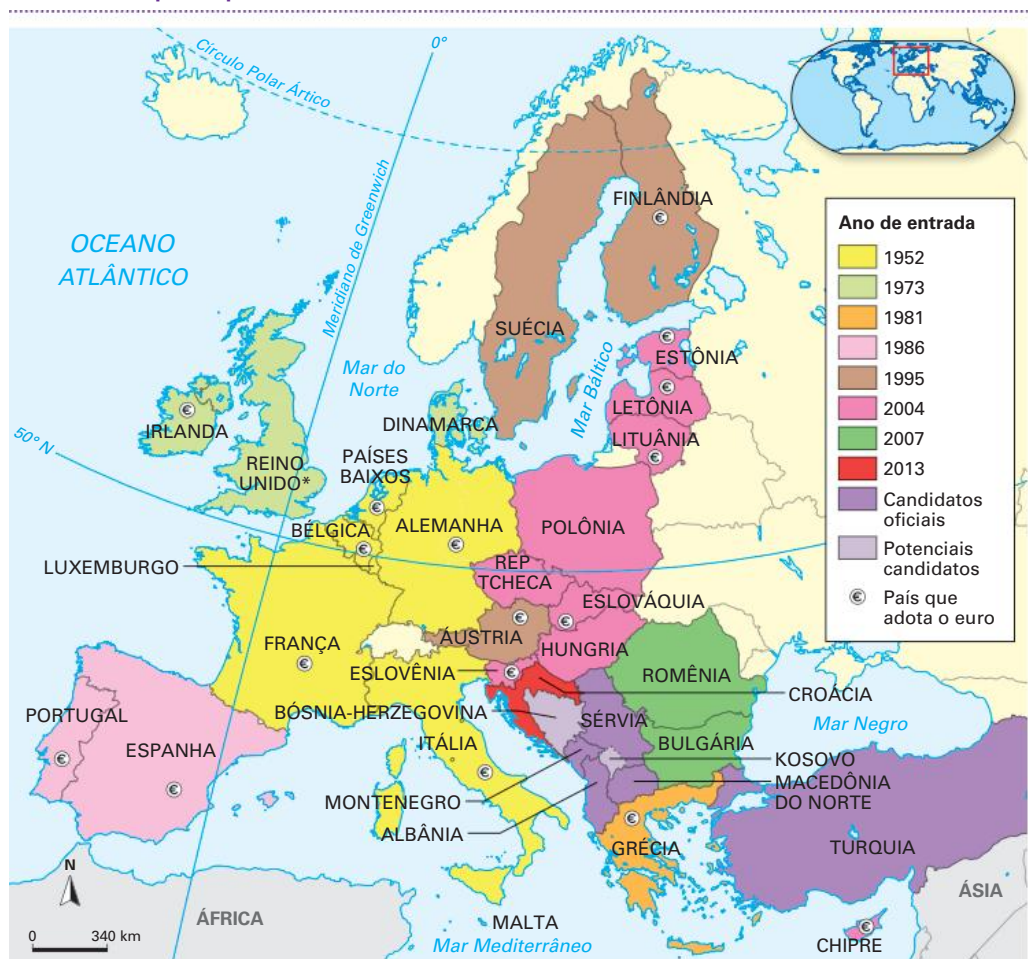 Círculo Polar Ártico
0°
Meridiano de Greenwich
OCEANO
ATLÂNTICO
FINLÂNDIA
€
SUÉCIA
Mar do
Norte
Mar Báltico
ESTÔNIA
€
LETÔNIA
€
LITUÂNIA
€
DINAMARCA
IRLANDA
€
REINO
UNIDO*
50° N
PAÍSES
BAIXOS
€
BÉLGICA
€
ALEMANHA
€
POLÔNIA
LUXEMBURGO
REP
TCHECA
ESLOVÁQUIA
€
FRANÇA
€
ÁUSTRIA
€
HUNGRIA
ESLOVÊNIA
€
ROMÊNIA
CROÁCIA
BÓSNIA-HERZEGOVINA
SÉRVIA
Mar Negro
PORTUGAL
€
ESPANHA
€
ITÁLIA
€
BULGÁRIA
KOSOVO
MONTENEGRO
MACEDÔNIA
DO NORTE
ALBÂNIA
€
GRÉCIA
TURQUIA
ÁSIA
N
0 340 km
ÁFRICA
MALTA
Mar Mediterrâneo
CHIPRE
€
Ano de entrada
1952
1973
1981
1986
1995
2004
2007
2013
Candidatos
oficiais
Potenciais
candidatos
€ País que
adota o euro